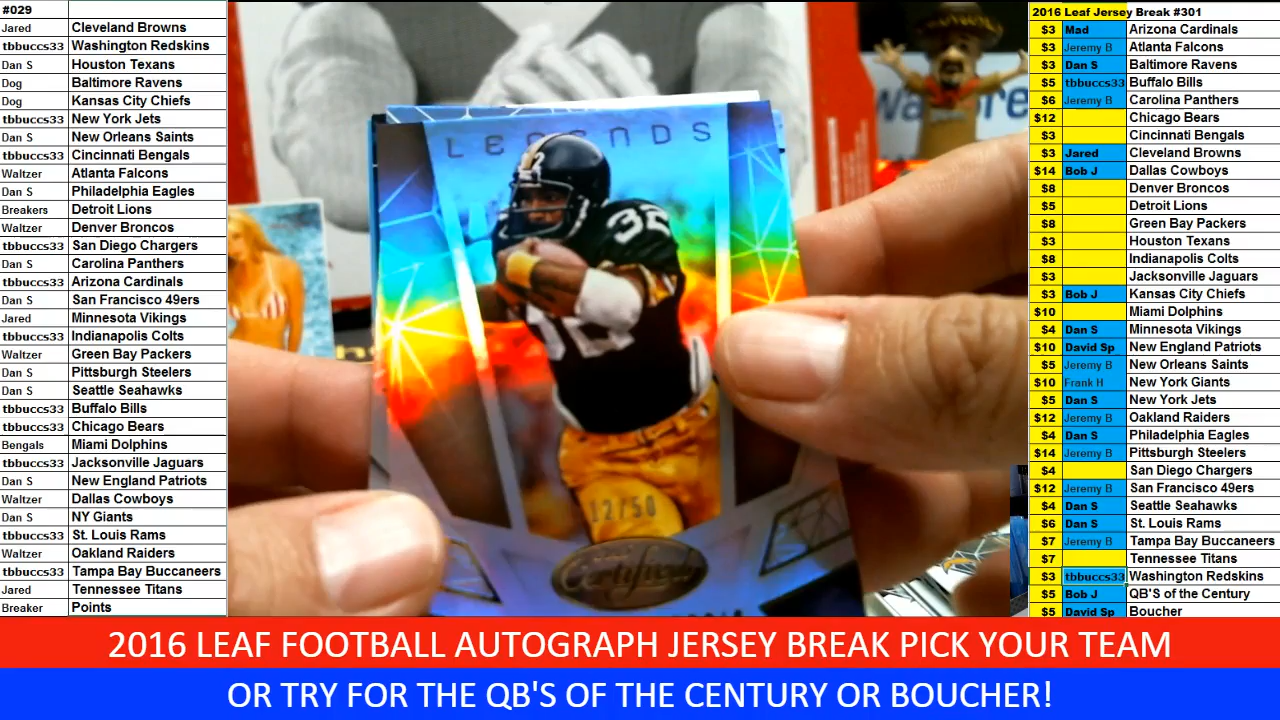 #029
Jared Cleveland Browns
tbbuccs33 Washington Redskins
Dan S Houston Texans
Dog Baltimore Ravens
Dog Kansas City Chiefs
tbbuccs33 New York Jets
Dan S New Orleans Saints
tbbuccs33 Cincinnati Bengals
Waltzer Atlanta Falcons
Dan S Philadelphia Eagles
Breakers Detroit Lions
Waltzer Denver Broncos
tbbuccs33 San Diego Chargers
Dan S Carolina Panthers
tbbuccs33 Arizona Cardinals
Dan S San Francisco 49ers
Jared Minnesota Vikings
tbbuccs33 Indianapolis Colts
Waltzer Green Bay Packers
Dan S Pittsburgh Steelers
Dan S Seattle Seahawks
tbbuccs33 Buffalo Bills
tbbuccs33 Chicago Bears
Bengals Miami Dolphins
tbbuccs33 Jacksonville Jaguars
Dan S New England Patriots
Waltzer Dallas Cowboys
Dan S NY Giants
tbbuccs33 St. Louis Rams
Waltzer Oakland Raiders
tbbuccs33 Tampa Bay Buccaneers
Jared Tennessee Titans
Breaker Points
LEGENDS
32
32
12/50
Certified
2016 Leaf Jersey Break #301
$3 Mad Arizona Cardinals
$3 Jeremy B Atlanta Falcons
$3 Dan S Baltimore Ravens
$5 tbbuccs33 Buffalo Bills
$6 Jeremy B Carolina Panthers
$12 Chicago Bears
$3 Cincinnati Bengals
$3 Jared Cleveland Browns
$14 Bob J Dallas Cowboys
$8 Denver Broncos
$5 Detroit Lions
$8 Green Bay Packers
$3 Houston Texans
$8 Indianapolis Colts
$3 Jacksonville Jaguars
$3 Bob J Kansas City Chiefs
$10 Miami Dolphins
$4 Dan S Minnesota Vikings
$10 David Sp New England Patriots
$5 Jeremy B New Orleans Saints
$10 Frank H New York Giants
$5 Dan S New York Jets
$12 Jeremy B Oakland Raiders
$4 Dan S Philadelphia Eagles
$14 Jeremy B Pittsburgh Steelers
$4 San Diego Chargers
$12 Jeremy B San Francisco 49ers
$4 Dan S Seattle Seahawks
$6 Dan S St. Louis Rams
$7 Jeremy B Tampa Bay Buccaneers
$7 Tennessee Titans
$3 tbbuccs33 Washington Redskins
$5 Bob J QB'S of the Century
$5 David Sp Boucher
2016 LEAF FOOTBALL AUTOGRAPH JERSEY BREAK PICK YOUR TEAM
OR TRY FOR THE QB'S OF THE CENTURY OR BOUCHER!